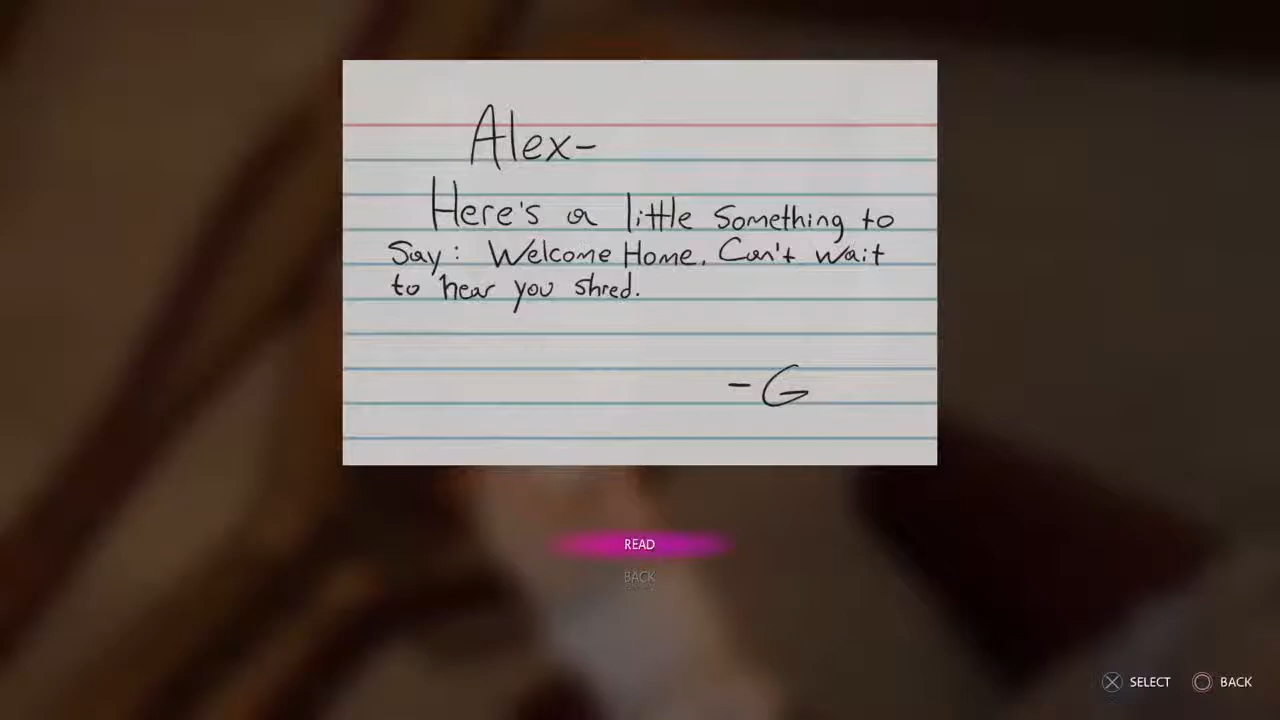 Alex-
Here's a little Something to
Say: Welcome Home. Can't wait
to hear you shred.
-G
READ
BACK
SELECT
BACK